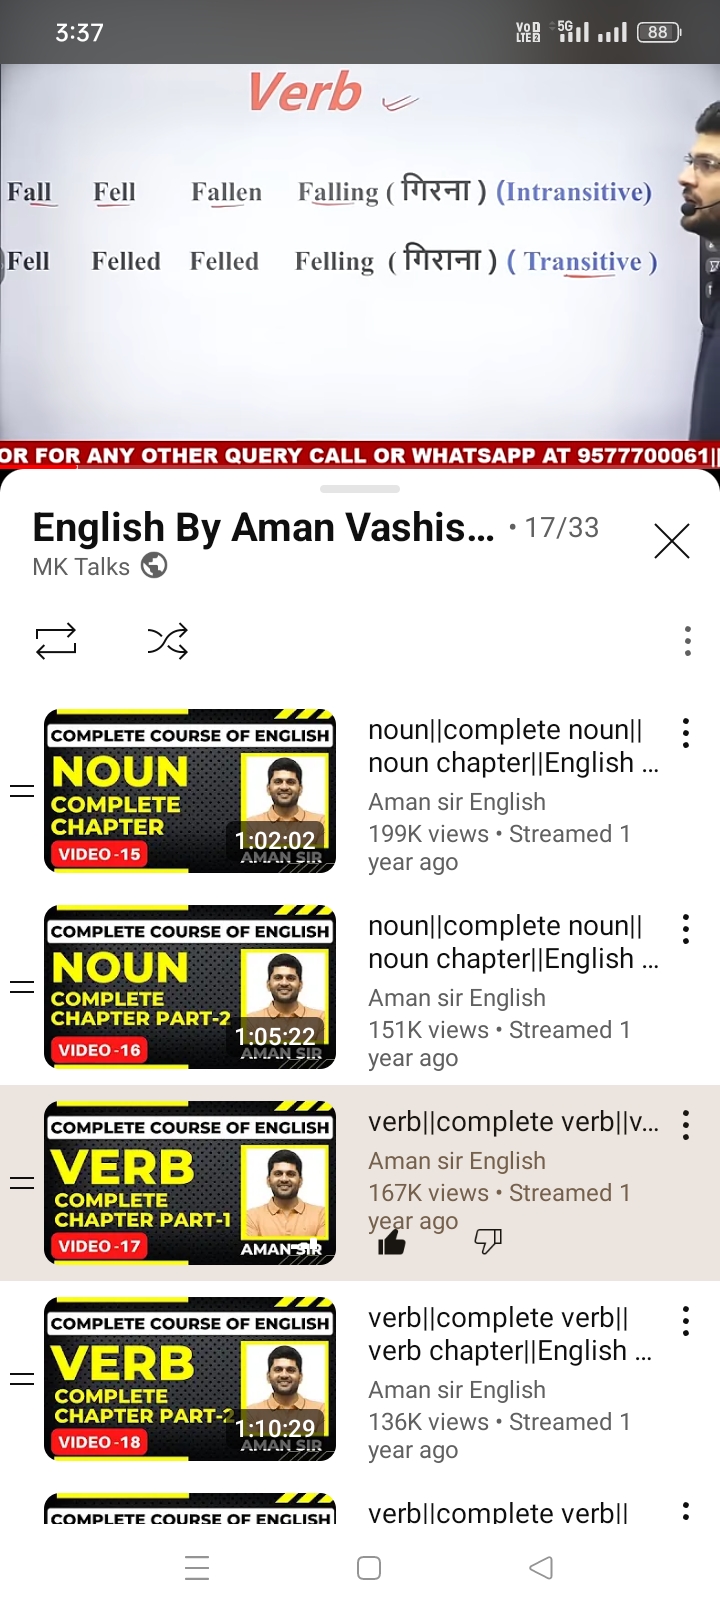 3:37
Vo LTE2 5G 88
Verb
Fall Fell Fallen Falling ( गिरना ) (Intransitive)
Fell Felled Felled Felling ( गिराना ) ( Transitive )
OR FOR ANY OTHER QUERY CALL OR WHATSAPP AT 9577700061||
English By Aman Vashis... • 17/33
MK Talks
COMPLETE COURSE OF ENGLISH
NOUN
COMPLETE
CHAPTER
VIDEO -15
1:02:02
AMAN SIR
noun||complete noun||
noun chapter||English ...
Aman sir English
199K views • Streamed 1
year ago
COMPLETE COURSE OF ENGLISH
NOUN
COMPLETE
CHAPTER PART-2
VIDEO -16
1:05:22
AMAN SIR
noun||complete noun||
noun chapter||English ...
Aman sir English
151K views • Streamed 1
year ago
COMPLETE COURSE OF ENGLISH
VERB
COMPLETE
CHAPTER PART-1
VIDEO -17
AMAN SIR
verb||complete verb||v...
Aman sir English
167K views • Streamed 1
year ago
COMPLETE COURSE OF ENGLISH
VERB
COMPLETE
CHAPTER PART-2
VIDEO -18
1:10:29
AMAN SIR
verb||complete verb||
verb chapter||English ...
Aman sir English
136K views • Streamed 1
year ago
COMPLETE COURSE OF ENGLISH
verb||complete verb||